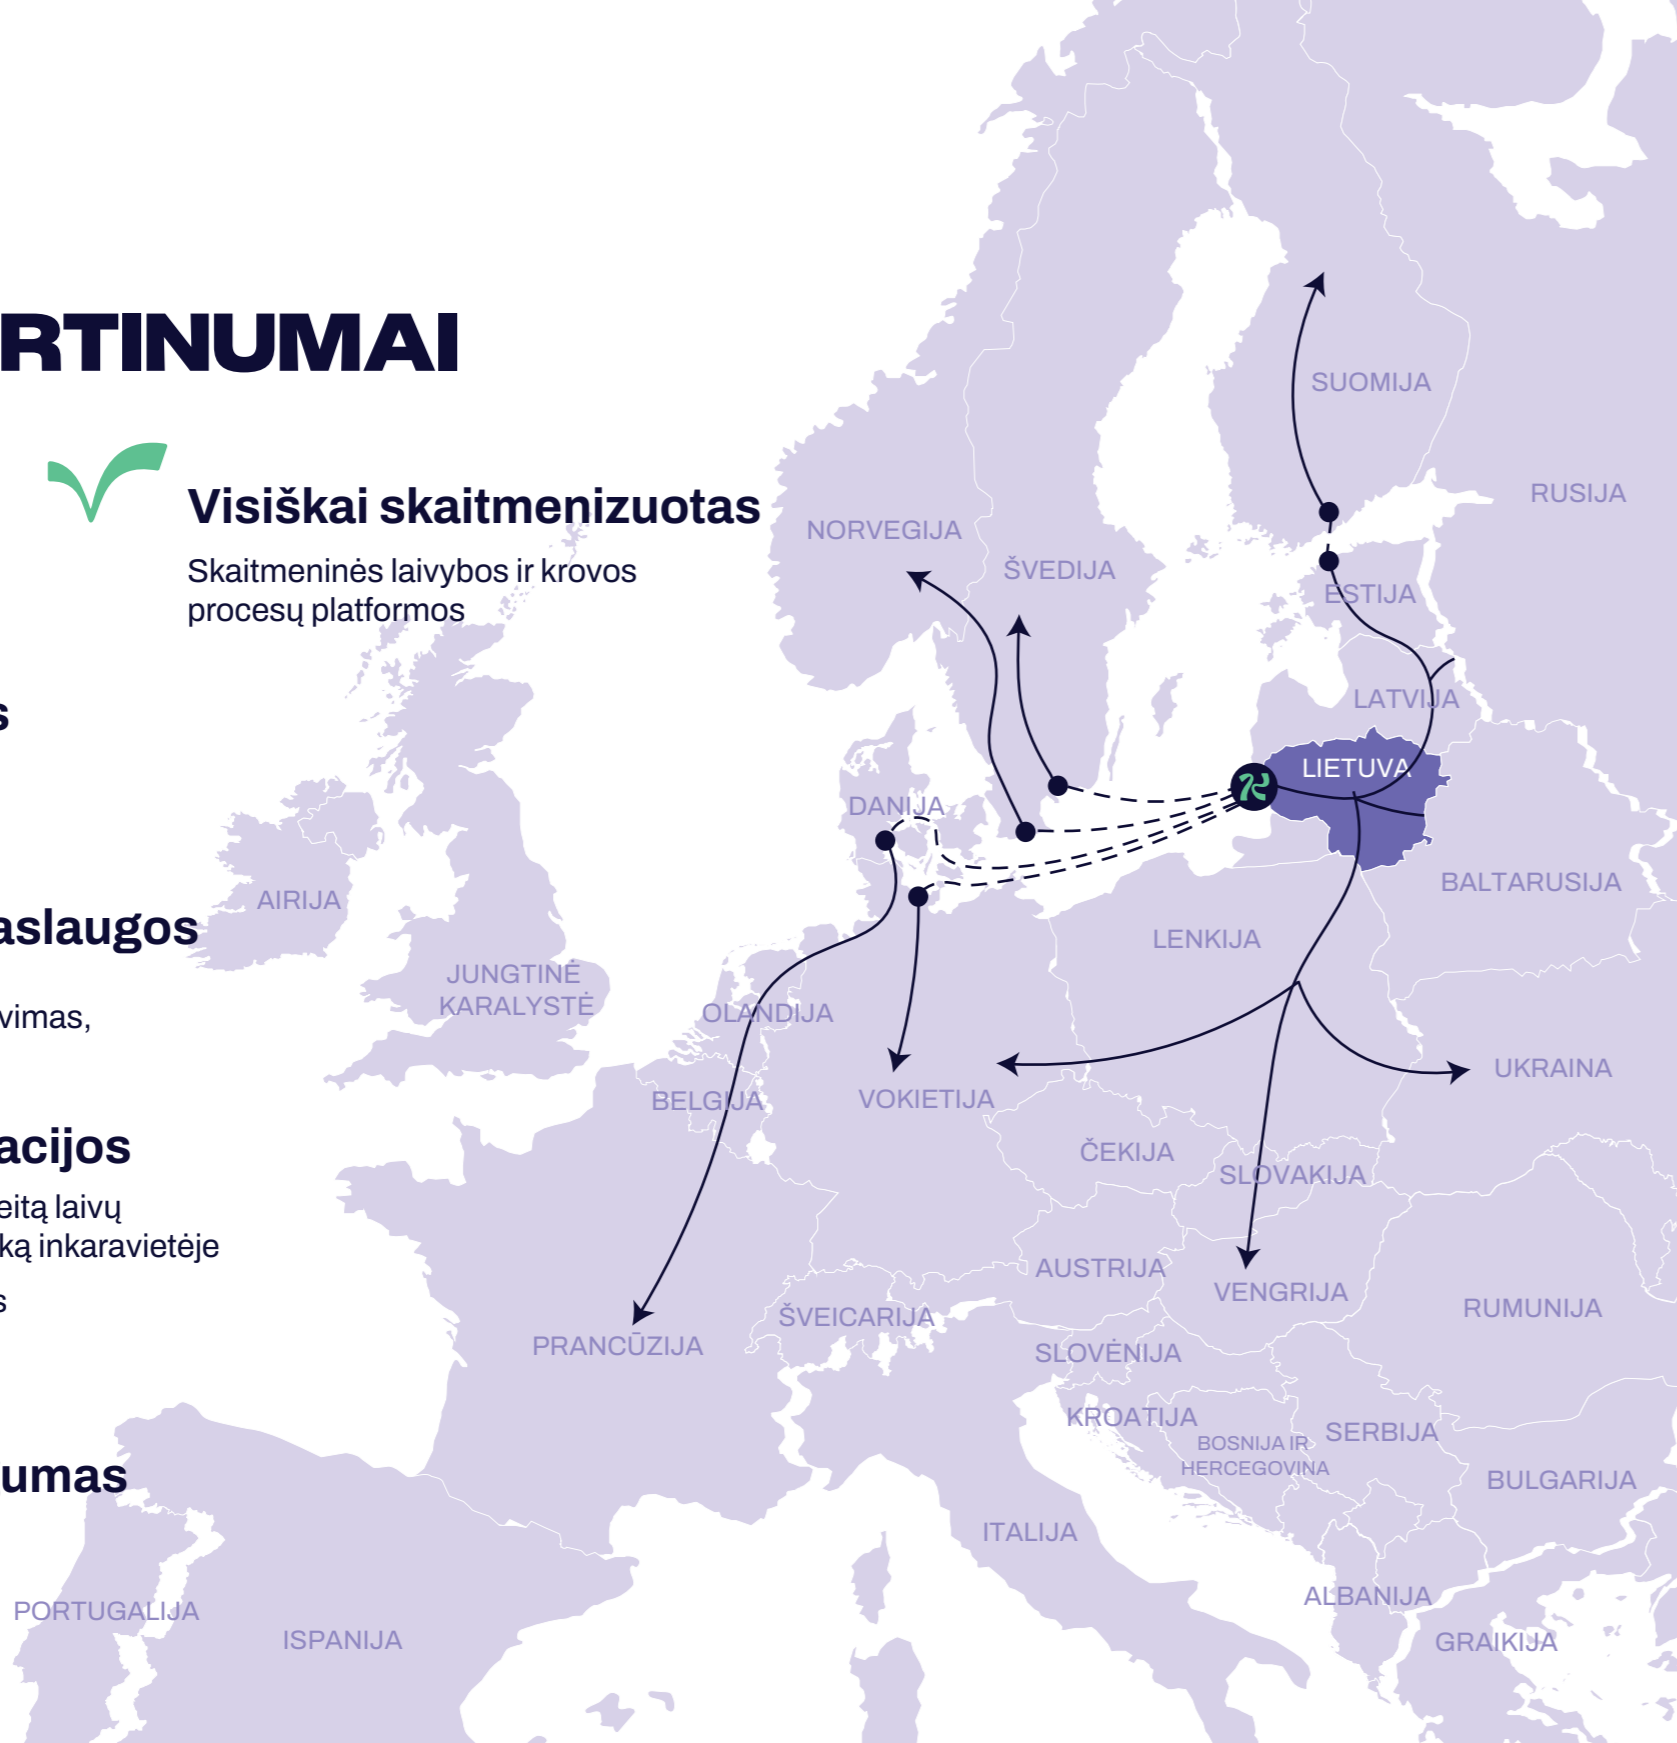 RTINUMAI
Visiškai skaitmenizuotas
Skaitmeninės laivybos ir krovos
procesų platformos
s
aslaugos
vimas,
acijos
eitą laivų
ką inkaravietėje
s
umas
SUOMIJA
RUSIJA
NORVEGIJA
ŠVEDIJA
ESTIJA
LATVIJA
LIETUVA
DANIJA
BALTARUSIJA
AIRIJA
LENKIJA
JUNGTINĖ
KARALYSTĖ
OLANDIJA
UKRAINA
BELGIJA
VOKIETIJA
ČEKIJA
SLOVAKIJA
AUSTRIJA
VENGRIJA
RUMUNIJA
ŠVEICARIJA
PRANCŪZIJA
SLOVĖNIJA
KROATIJA
BOSNIJA IR
HERCEGOVINA
SERBIJA
BULGARIJA
ITALIJA
ALBANIJA
PORTUGALIJA
ISPANIJA
GRAIKIJA